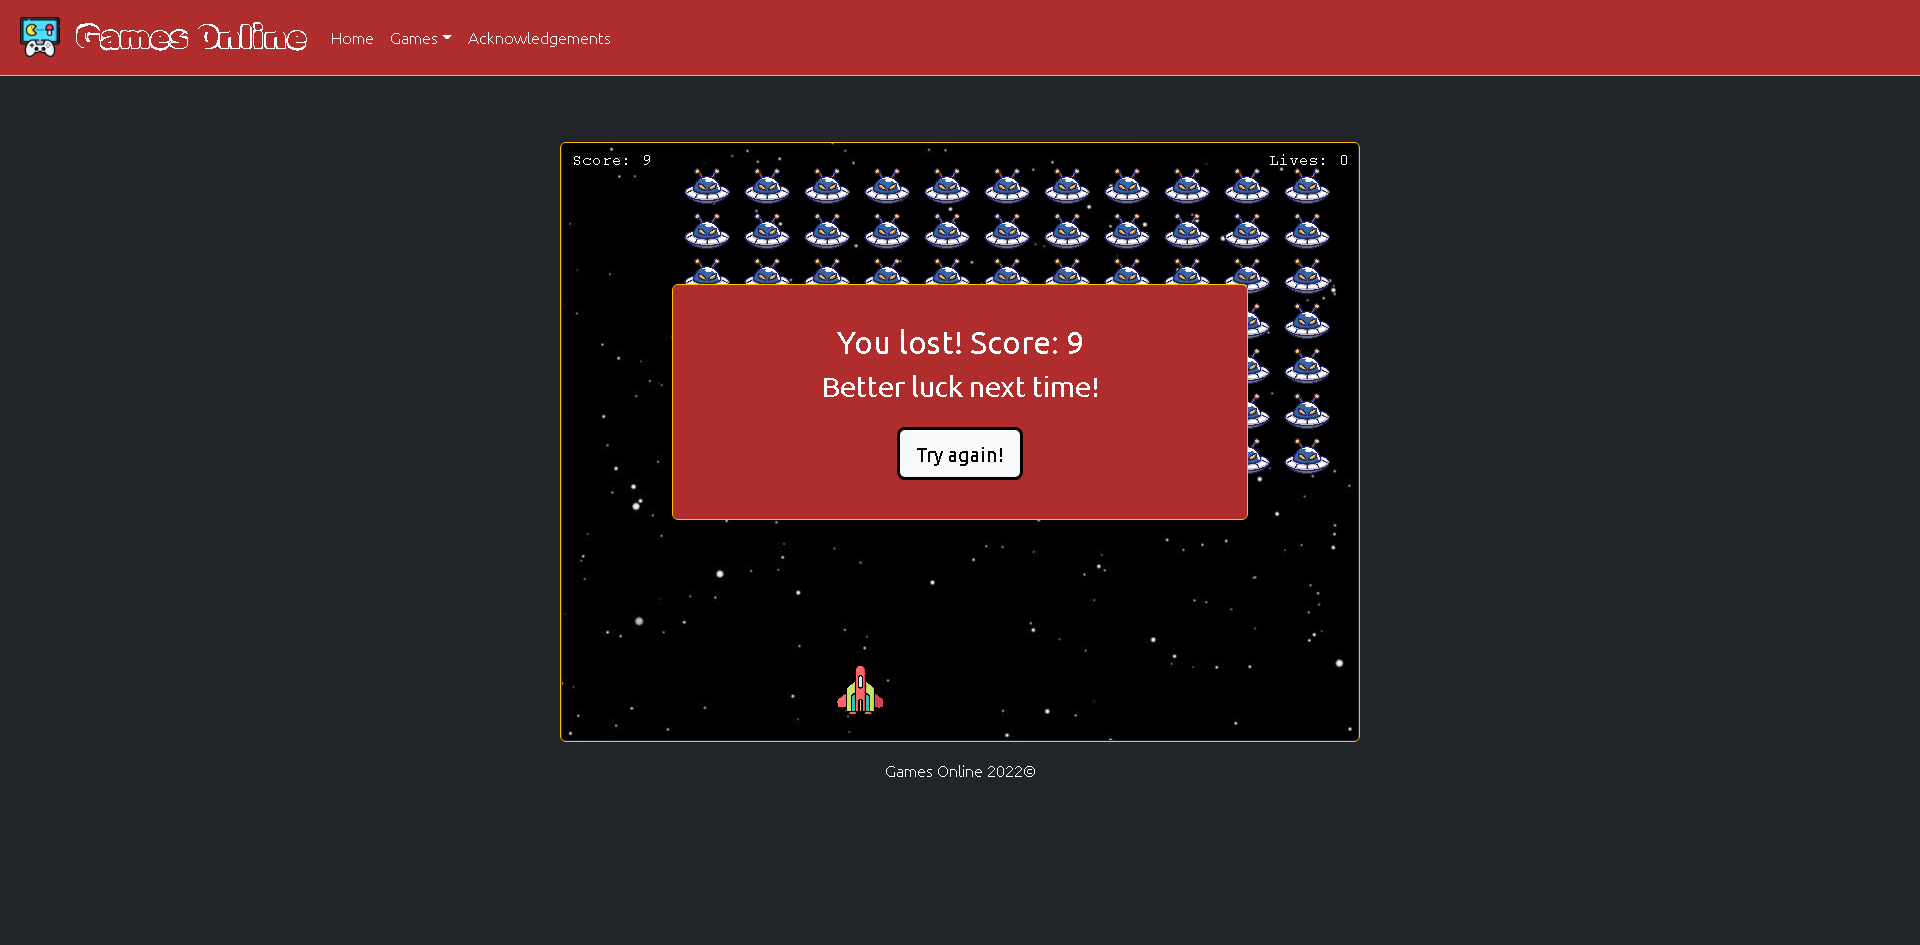 Games Online Home Games Acknowledgements
Score: 9 Lives: 0
You lost! Score: 9
Better luck next time!
Try again!
Games Online 2022©